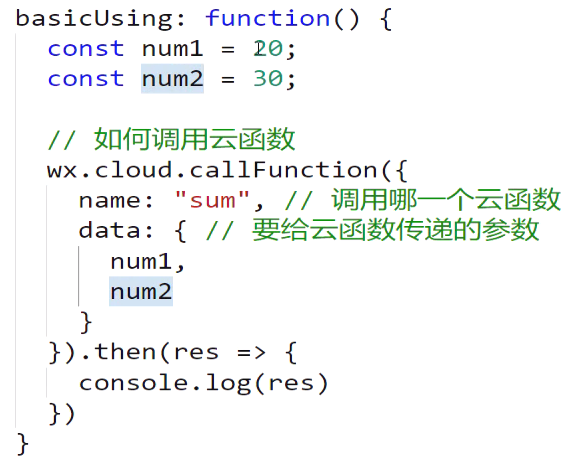 basicUsing: function() {
const num1 = 20;
const num2 = 30;
// 如何调用云函数
wx.cloud.callFunction({
name: "sum", // 调用哪一个云函数
data: { // 要给云函数传递的参数
num1,
num2
}
}).then(res => {
console.log(res)
})
}